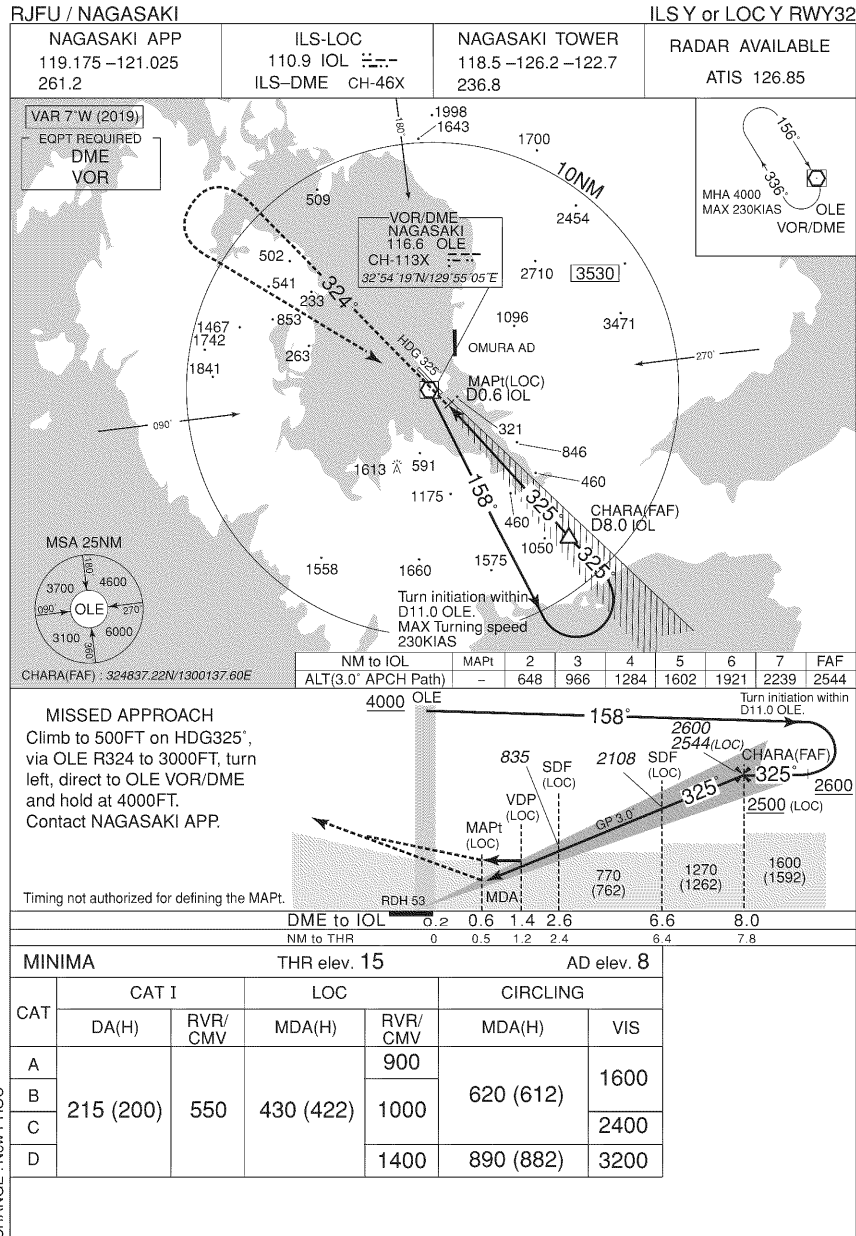 RJFU / NAGASAKI
ILS Y or LOC Y RWY32
NAGASAKI APP
119.175 –121.025
261.2
ILS-LOC
110.9 IOL
ILS–DME CH-46X
NAGASAKI TOWER
118.5 –126.2 –122.7
236.8
RADAR AVAILABLE
ATIS 126.85
VAR 7°W (2019)
EQPT REQUIRED
DME
VOR
180°
1998
1643
1700
10NM
156°
336°
MHA 4000
MAX 230KIAS
OLE
VOR/DME
509
2454
VOR/DME
NAGASAKI
116.6 OLE
CH-113X
32°54'19"N/129°55'05"E
502
541
233
324°
2710
3530
853
1467
1742
263
1841
1096
3471
HDG 325°
OMURA AD
270°
MAPt(LOC)
D0.6 IOL
090°
321
846
1613
591
460
1175
158°
460
325°
CHARA(FAF)
D8.0 IOL
1050
325°
MSA 25NM
1558
1660
1575
180
3700
4600
090
OLE
270
3100
6000
360
Turn initiation within
D11.0 OLE.
MAX Turning speed
230KIAS
CHARA(FAF) : 324837.22N/1300137.60E
NM to IOL MAPt 2 3 4 5 6 7 FAF
ALT(3.0° APCH Path) – 648 966 1284 1602 1921 2239 2544
MISSED APPROACH
Climb to 500FT on HDG325°,
via OLE R324 to 3000FT, turn
left, direct to OLE VOR/DME
and hold at 4000FT.
Contact NAGASAKI APP.
Timing not authorized for defining the MAPt.
4000 OLE
158°
Turn initiation within
D11.0 OLE.
2600
2544(LOC)
CHARA(FAF)
835
2108
SDF
(LOC)
SDF
(LOC)
325°
325°
2600
2500 (LOC)
VDP
(LOC)
MAPt
(LOC)
GP 3.0°
770
(762)
1270
(1262)
1600
(1592)
RDH 53
MDA
DME to IOL 0.2 0.6 1.4 2.6 6.6 8.0
NM to THR 0 0.5 1.2 2.4 6.4 7.8
MINIMA THR elev. 15 AD elev. 8
CAT CAT I LOC CIRCLING
DA(H) RVR/CMV MDA(H) RVR/CMV MDA(H) VIS
A 900
B 215 (200) 550 430 (422) 1000 620 (612) 1600
C 2400
D 1400 890 (882) 3200